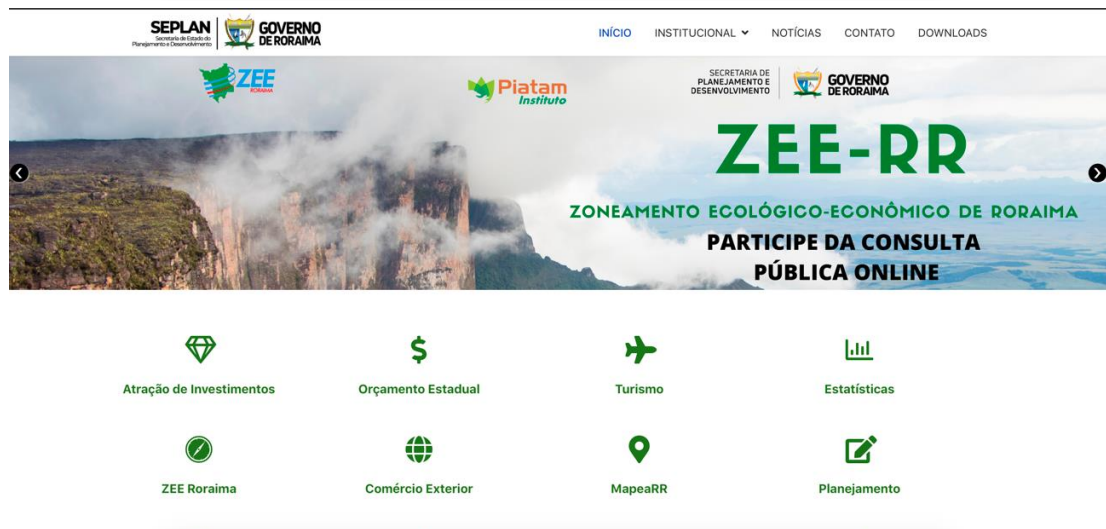 SEPLAN
Secretaria de Estado do
Planejamento e Desenvolvimento
GOVERNO
DE RORAIMA
INÍCIO
INSTITUCIONAL
NOTÍCIAS
CONTATO
DOWNLOADS
ZEE
RORAIMA
Piatam
Instituto
SECRETARIA DE
PLANEJAMENTO E
DESENVOLVIMENTO
GOVERNO
DE RORAIMA
ZEE-RR
ZONEAMENTO ECOLÓGICO-ECONÔMICO DE RORAIMA
PARTICIPE DA CONSULTA
PÚBLICA ONLINE
Atração de Investimentos
Orçamento Estadual
Turismo
Estatísticas
ZEE Roraima
Comércio Exterior
MapeaRR
Planejamento